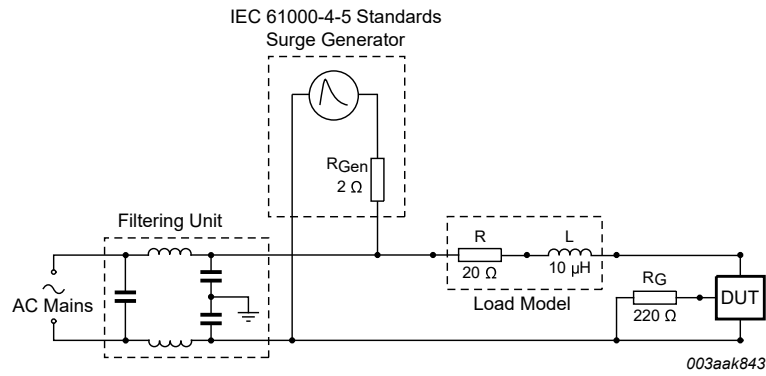 IEC 61000-4-5 Standards
Surge Generator
RGen
2 Ω
Filtering Unit
R
L
20 Ω
10 μH
AC Mains
Load Model
RG
220 Ω
DUT
003aak843